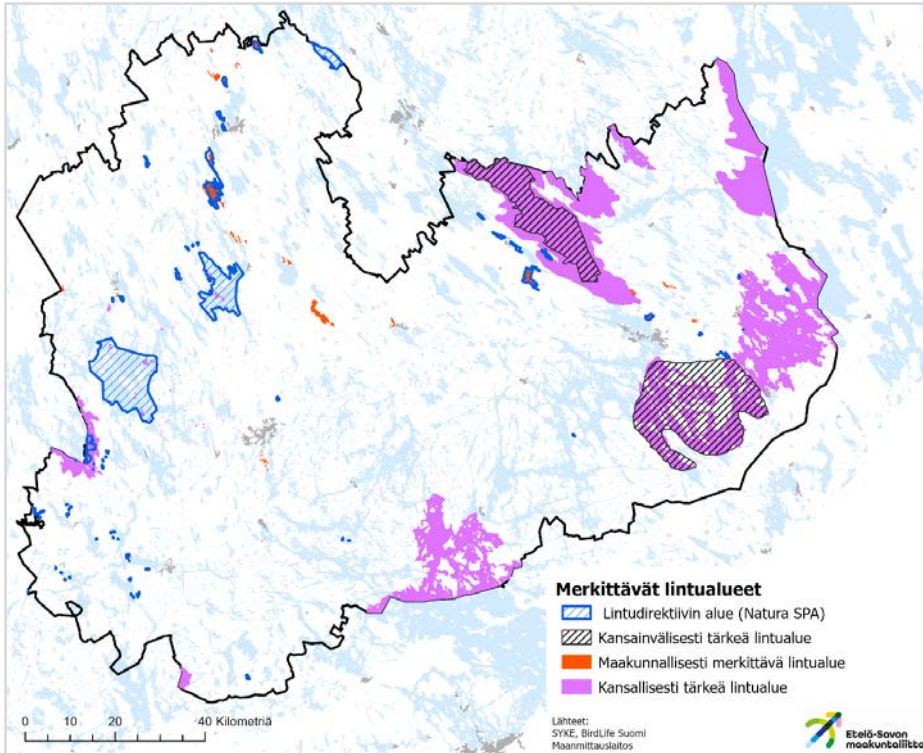 Merkittävät lintualueet
Lintudirektiivin alue (Natura SPA)
Kansainvälisesti tärkeä lintualue
Maakunnallisesti merkittävä lintualue
Kansallisesti tärkeä lintualue
0 10 20 40 Kilometriä
Lähteet:
SYKE, BirdLife Suomi
Maanmittauslaitos
Etelä-Savon
maakuntaliitto